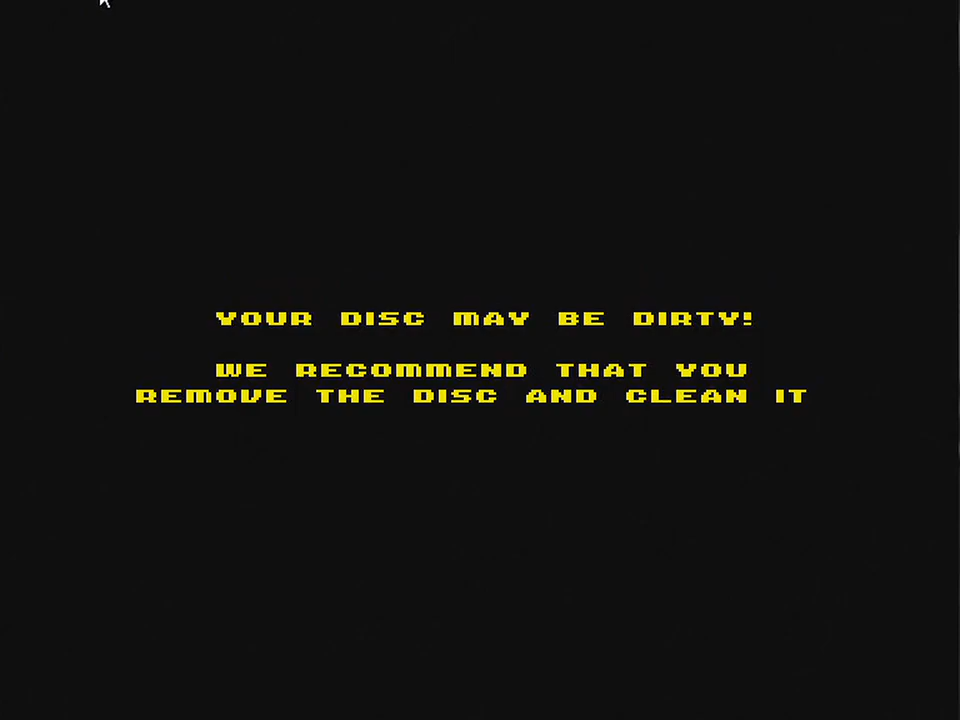 YOUR DISC MAY BE DIRTY!
WE RECOMMEND THAT YOU
REMOVE THE DISC AND CLEAN IT